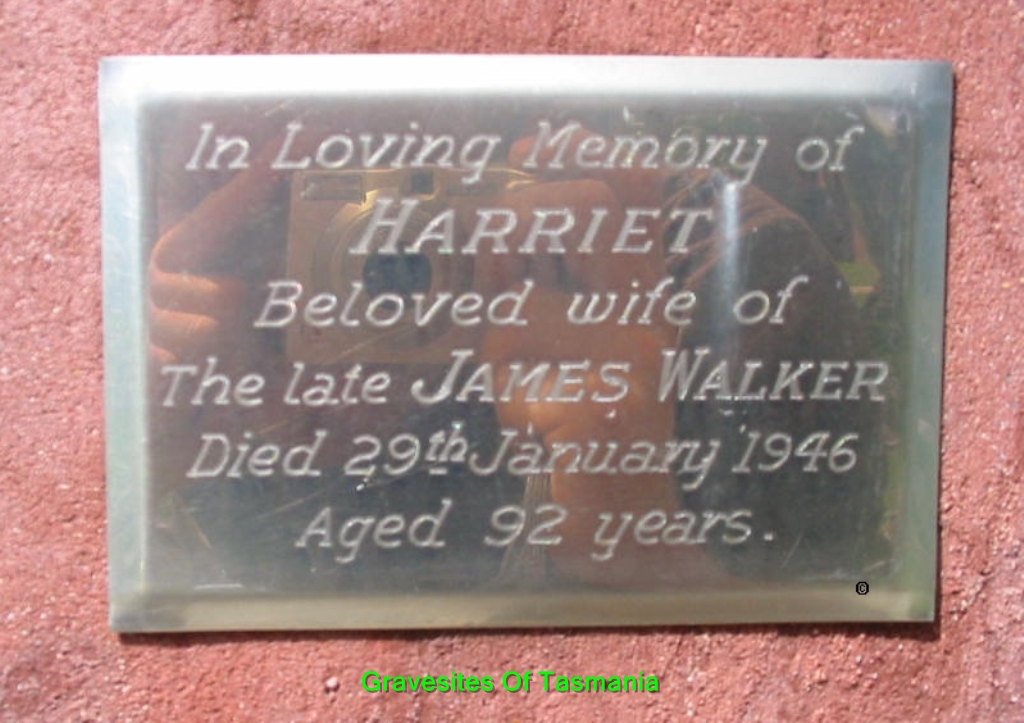 In Loving Memory of
HARRIET
Beloved wife of
The late JAMES WALKER
Died 29th January 1946
Aged 92 years.
©
Gravesites Of Tasmania